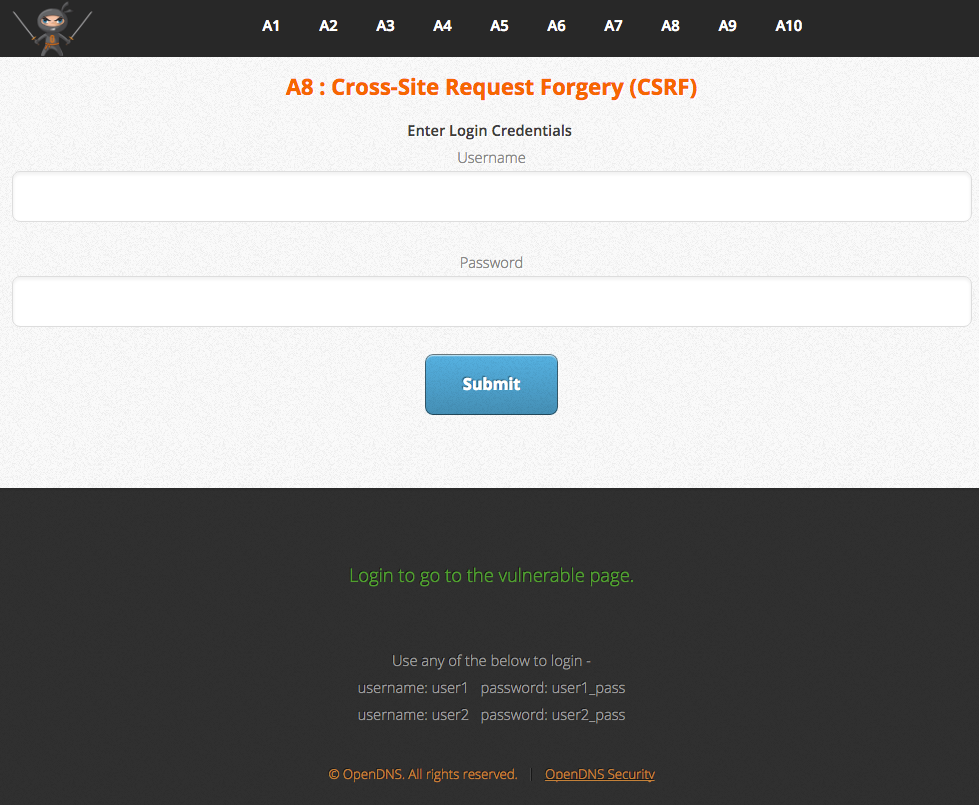 A1 A2 A3 A4 A5 A6 A7 A8 A9 A10
A8 : Cross-Site Request Forgery (CSRF)
Enter Login Credentials
Username
Password
Submit
Login to go to the vulnerable page.
Use any of the below to login -
username: user1 password: user1_pass
username: user2 password: user2_pass
© OpenDNS. All rights reserved. | OpenDNS Security